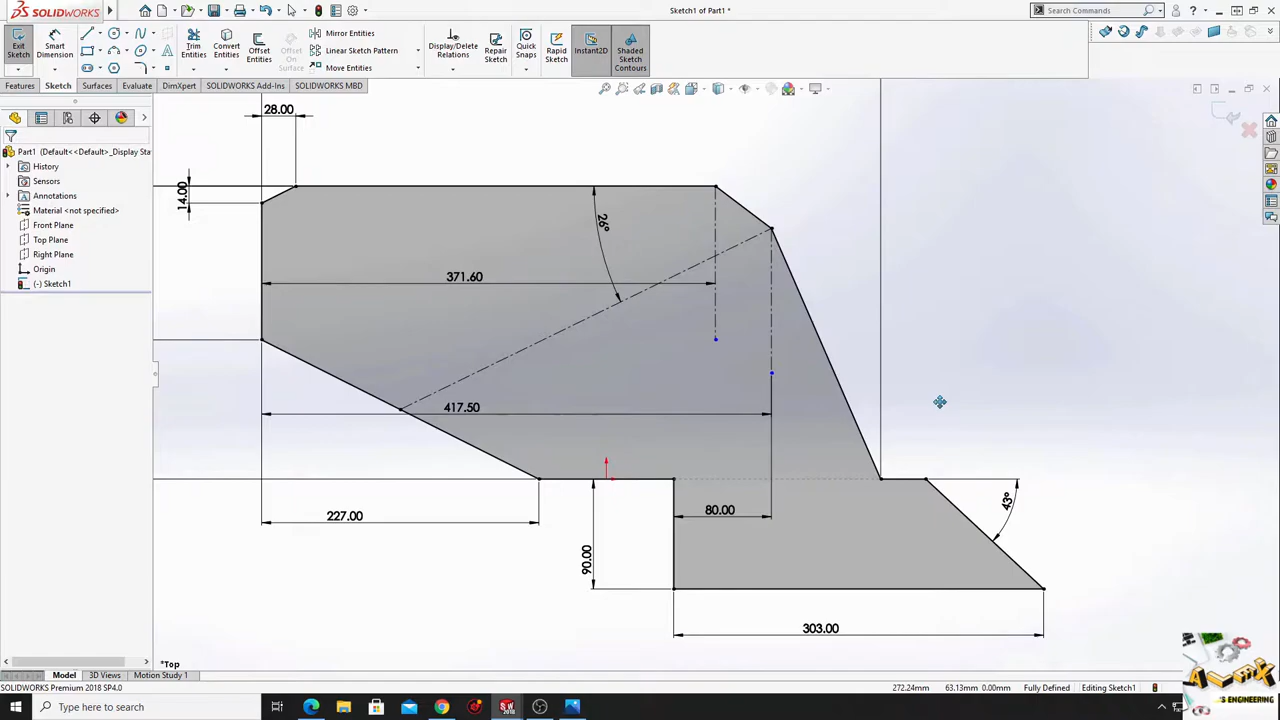 SOLIDWORKS
Sketch1 of Part1 *
Search Commands
Exit Sketch
Smart Dimension
Trim Entities
Convert Entities
Offset Entities
Offset On Surface
Mirror Entities
Linear Sketch Pattern
Move Entities
Display/Delete Relations
Repair Sketch
Quick Snaps
Rapid Sketch
Instant2D
Shaded Sketch Contours
Features
Sketch
Surfaces
Evaluate
DimXpert
SOLIDWORKS Add-Ins
SOLIDWORKS MBD
Part1 (Default<<Default>_Display Sta
History
Sensors
Annotations
Material <not specified>
Front Plane
Top Plane
Right Plane
Origin
(-) Sketch1
28.00
14.00
26°
371.60
417.50
227.00
80.00
90.00
43°
303.00
*Top
Model
3D Views
Motion Study 1
SOLIDWORKS Premium 2018 SP4.0
272.24mm
63.13mm
0.00mm
Fully Defined
Editing Sketch1
Type here to search
'S ENGINEERING